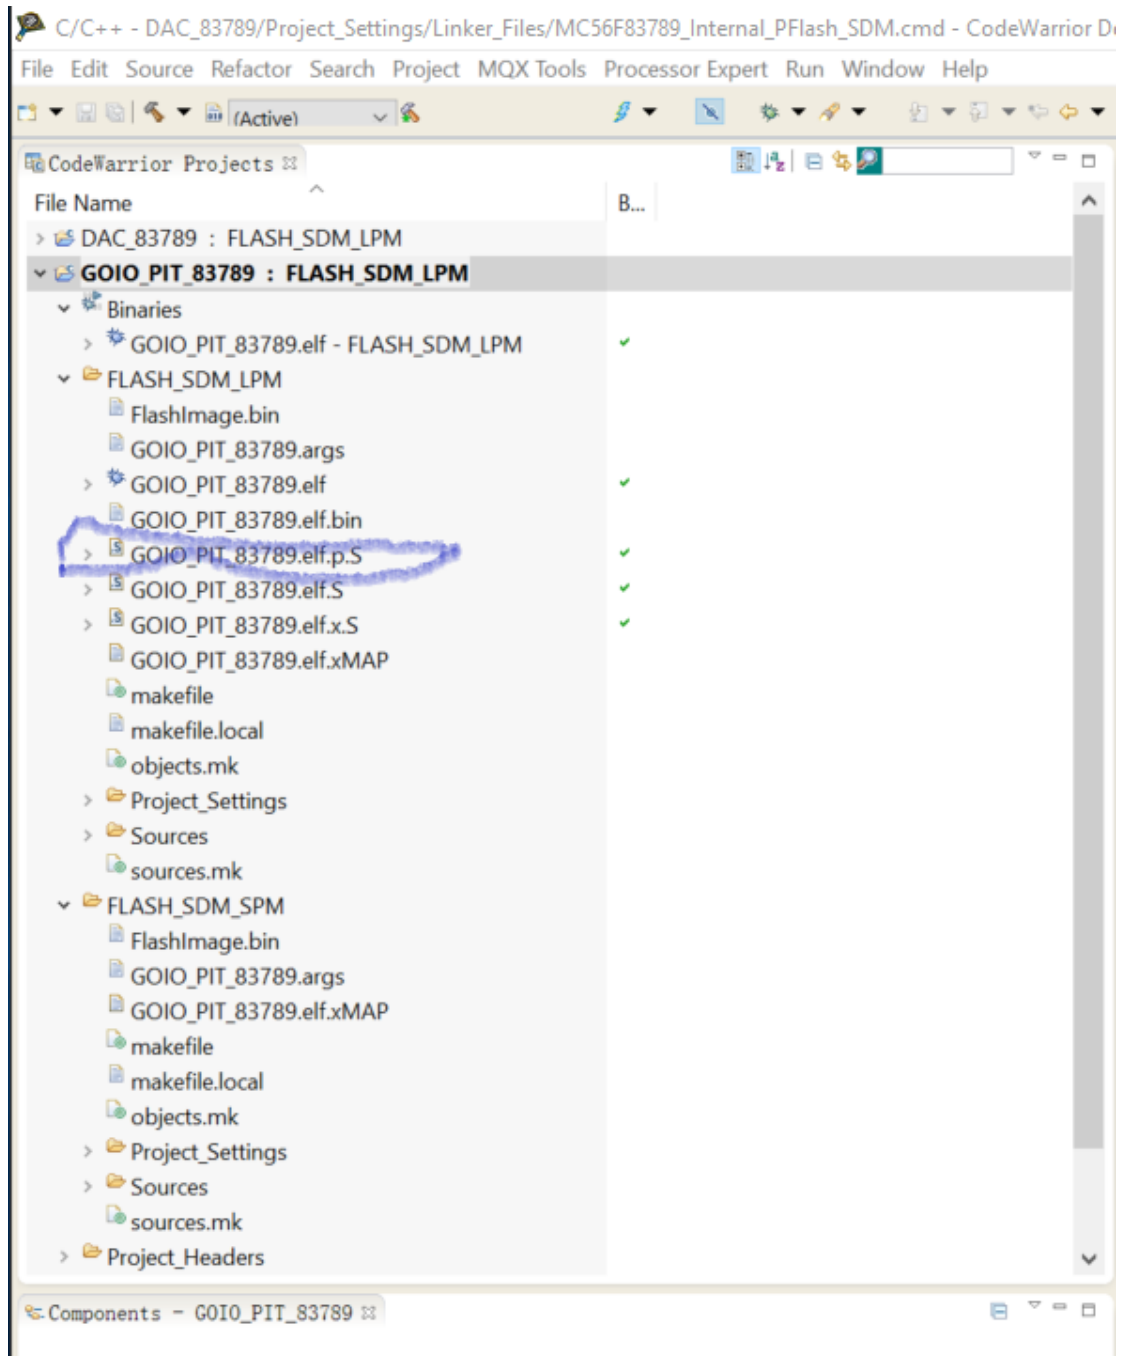 C/C++ - DAC_83789/Project_Settings/Linker_Files/MC56F83789_Internal_PFlash_SDM.cmd - CodeWarrior D
File Edit Source Refactor Search Project MQX Tools Processor Expert Run Window Help
(Active)
CodeWarrior Projects
File Name B...
DAC_83789 : FLASH_SDM_LPM
GOIO_PIT_83789 : FLASH_SDM_LPM
Binaries
GOIO_PIT_83789.elf - FLASH_SDM_LPM
FLASH_SDM_LPM
FlashImage.bin
GOIO_PIT_83789.args
GOIO_PIT_83789.elf
GOIO_PIT_83789.elf.bin
GOIO_PIT_83789.elf.p.S
GOIO_PIT_83789.elf.S
GOIO_PIT_83789.elf.x.S
GOIO_PIT_83789.elf.xMAP
makefile
makefile.local
objects.mk
Project_Settings
Sources
sources.mk
FLASH_SDM_SPM
FlashImage.bin
GOIO_PIT_83789.args
GOIO_PIT_83789.elf.xMAP
makefile
makefile.local
objects.mk
Project_Settings
Sources
sources.mk
Project_Headers
Components - GOIO_PIT_83789